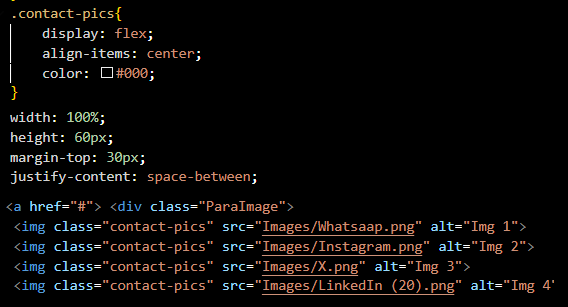 .contact-pics{
display: flex;
align-items: center;
color: #000;
}
width: 100%;
height: 60px;
margin-top: 30px;
justify-content: space-between;
<a href="#"> <div class="ParaImage">
<img class="contact-pics" src="Images/Whatsaap.png" alt="Img 1">
<img class="contact-pics" src="Images/Instagram.png" alt="Img 2">
<img class="contact-pics" src="Images/X.png" alt="Img 3">
<img class="contact-pics" src="Images/LinkedIn (20).png" alt="Img 4'